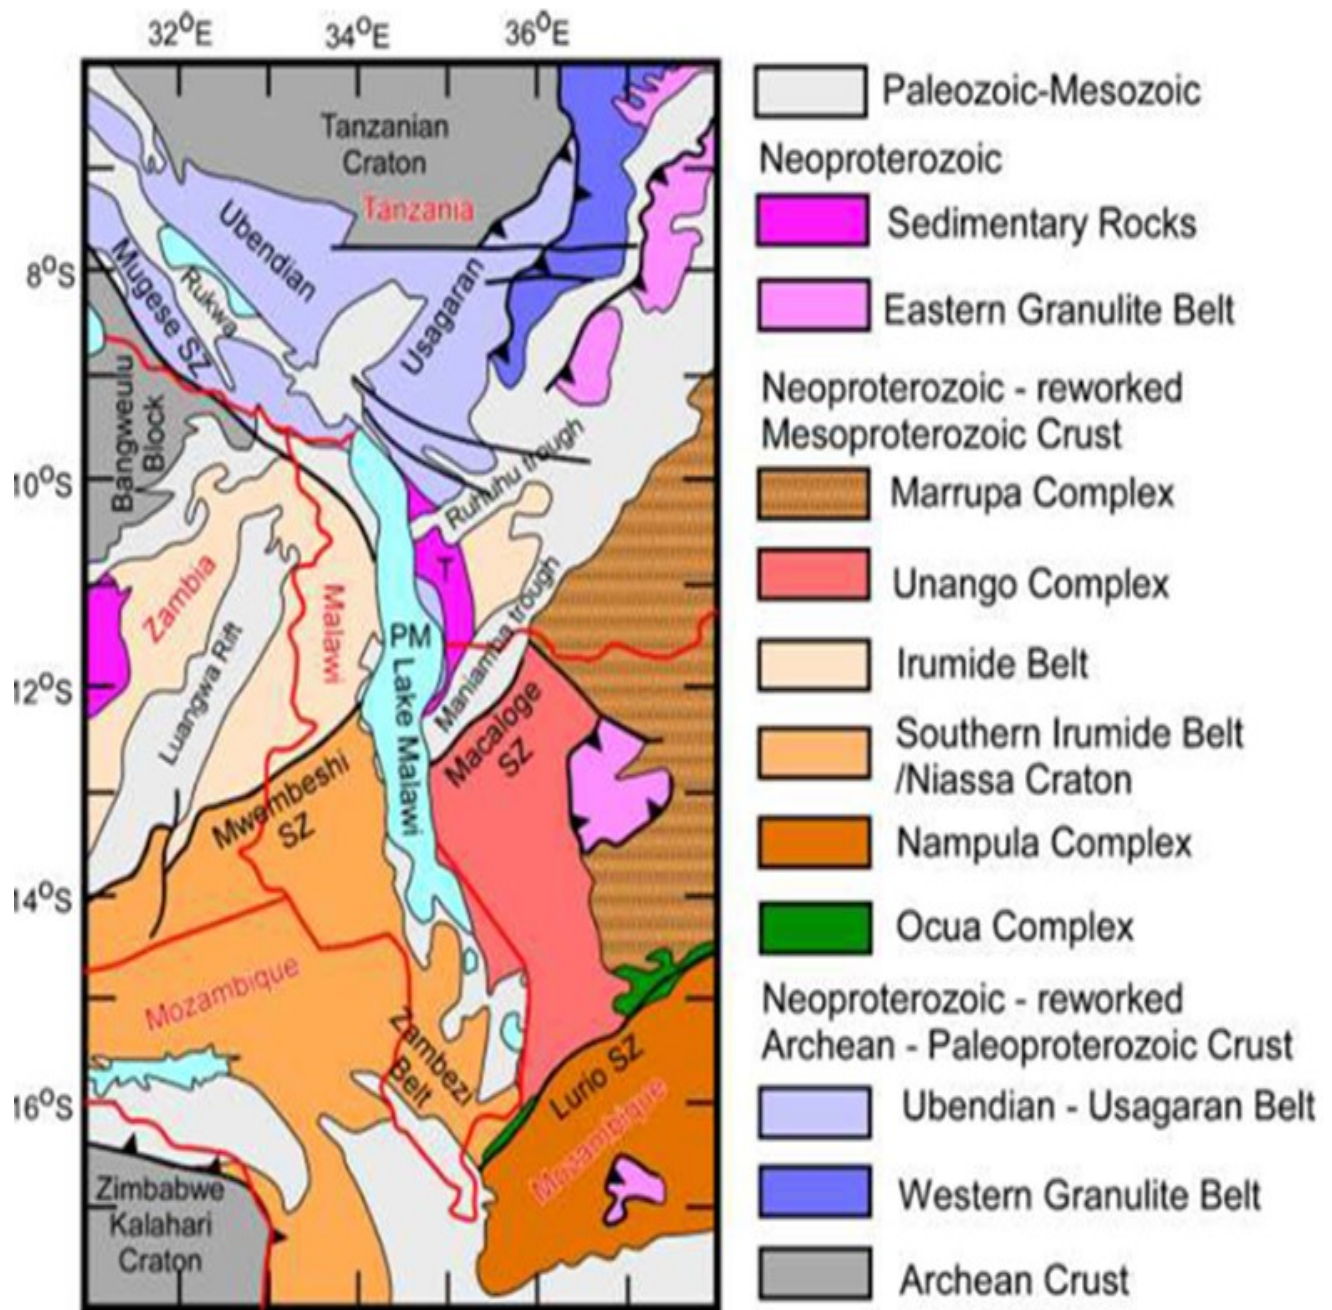 32°E 34°E 36°E
Tanzanian
Craton
Tanzania
Ubendian
Usagaran
Rukwa
Mugese SZ
8°S
Bangweulu
Block
10°S
Ruhuhu trough
T
Zambia
Malawi
PM
Lake Malawi
Maniamba trough
Luangwa Rift
12°S
Macaloge
SZ
Mwembeshi
SZ
14°S
Mozambique
Zambezi
Belt
Lurio SZ
Mozambique
16°S
Zimbabwe
Kalahari
Craton
Paleozoic-Mesozoic
Neoproterozoic
Sedimentary Rocks
Eastern Granulite Belt
Neoproterozoic - reworked
Mesoproterozoic Crust
Marrupa Complex
Unango Complex
Irumide Belt
Southern Irumide Belt
/Niassa Craton
Nampula Complex
Ocua Complex
Neoproterozoic - reworked
Archean - Paleoproterozoic Crust
Ubendian - Usagaran Belt
Western Granulite Belt
Archean Crust